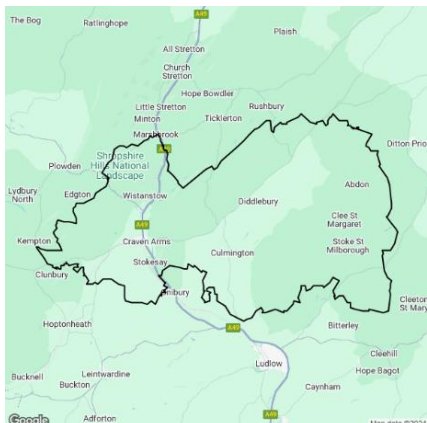 The Bog
Ratlinghope
A49
Plaish
All Stretton
Church
Stretton
Hope Bowdler
Little Stretton
Rushbury
Minton
Ticklerton
Marshbrook
A49
Ditton Prio
Shropshire
Hills National
Landscape
Plowden
Abdon
Lydbury
North
Edgton
Wistanstow
Diddlebury
Clee St
Margaret
A49
Kempton
Craven Arms
Culmington
Stoke St
Milborough
Clunbury
Stokesay
Onibury
Cleeton
St Mary
Hoptonheath
A49
Bitterley
Ludlow
Cleehill
Hope Bagot
Bucknell
Leintwardine
Buckton
Caynham
Adforton
A49
Google
Map data ©2024